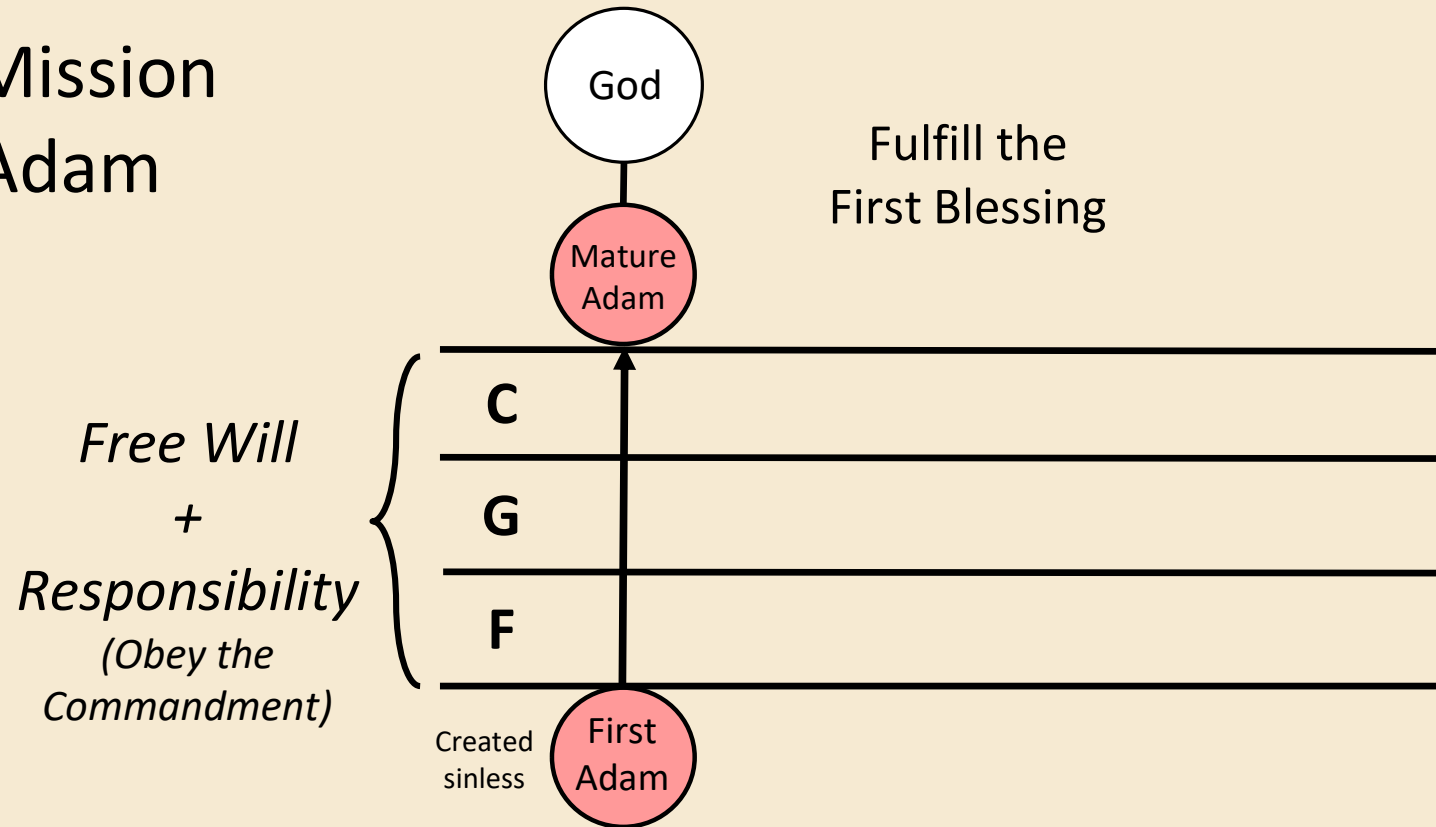 Mission
Adam
God
Fulfill the
First Blessing
Mature
Adam
C
G
F
Free Will
+
Responsibility
(Obey the
Commandment)
Created
sinless
First
Adam